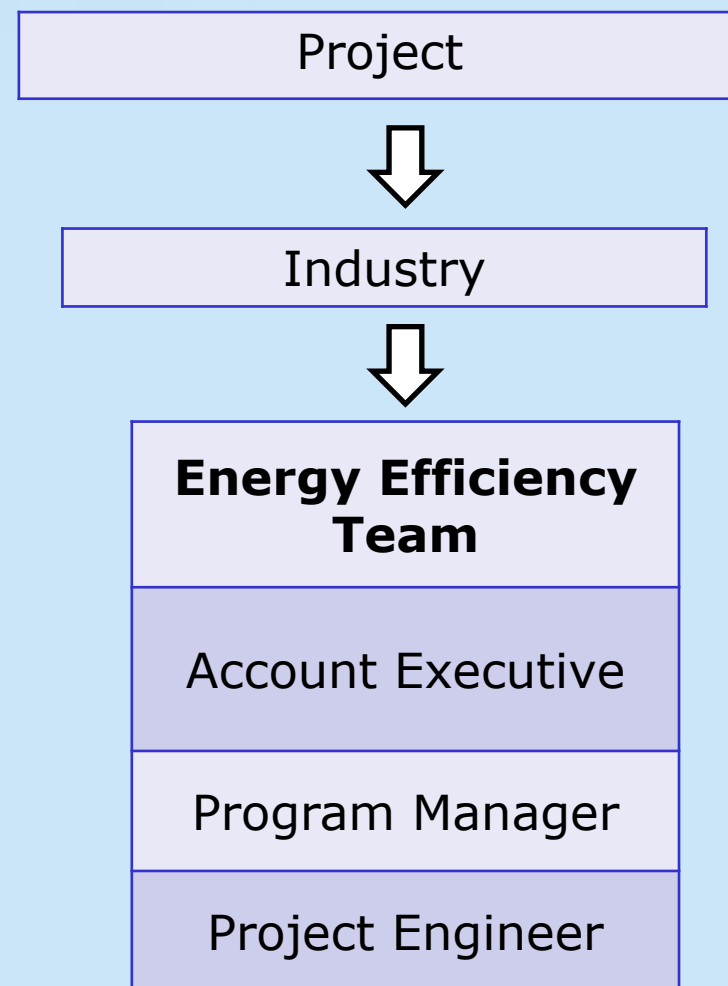 Project
Industry
Energy Efficiency
Team
Account Executive
Program Manager
Project Engineer